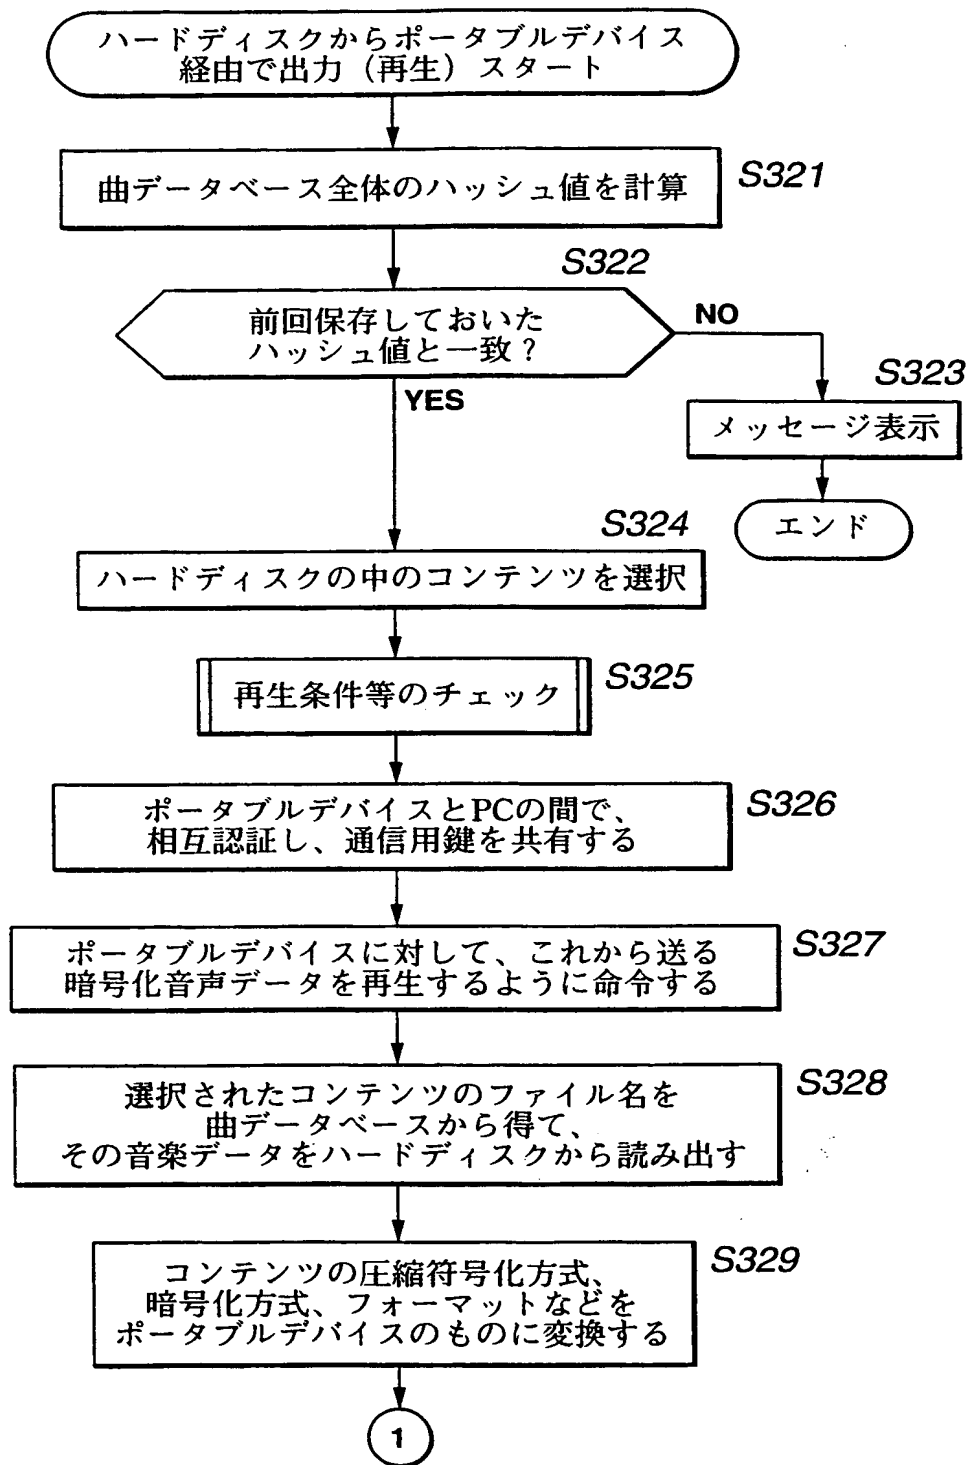 ハードディスクからポータブルデバイス
経由で出力（再生）スタート
曲データベース全体のハッシュ値を計算
S321
S322
前回保存しておいた
ハッシュ値と一致？
NO
YES
S323
メッセージ表示
エンド
S324
ハードディスクの中のコンテンツを選択
再生条件等のチェック
S325
ポータブルデバイスとPCの間で、
相互認証し、通信用鍵を共有する
S326
ポータブルデバイスに対して、これから送る
暗号化音声データを再生するように命令する
S327
選択されたコンテンツのファイル名を
曲データベースから得て、
その音楽データをハードディスクから読み出す
S328
コンテンツの圧縮符号化方式、
暗号化方式、フォーマットなどを
ポータブルデバイスのものに変換する
S329
1